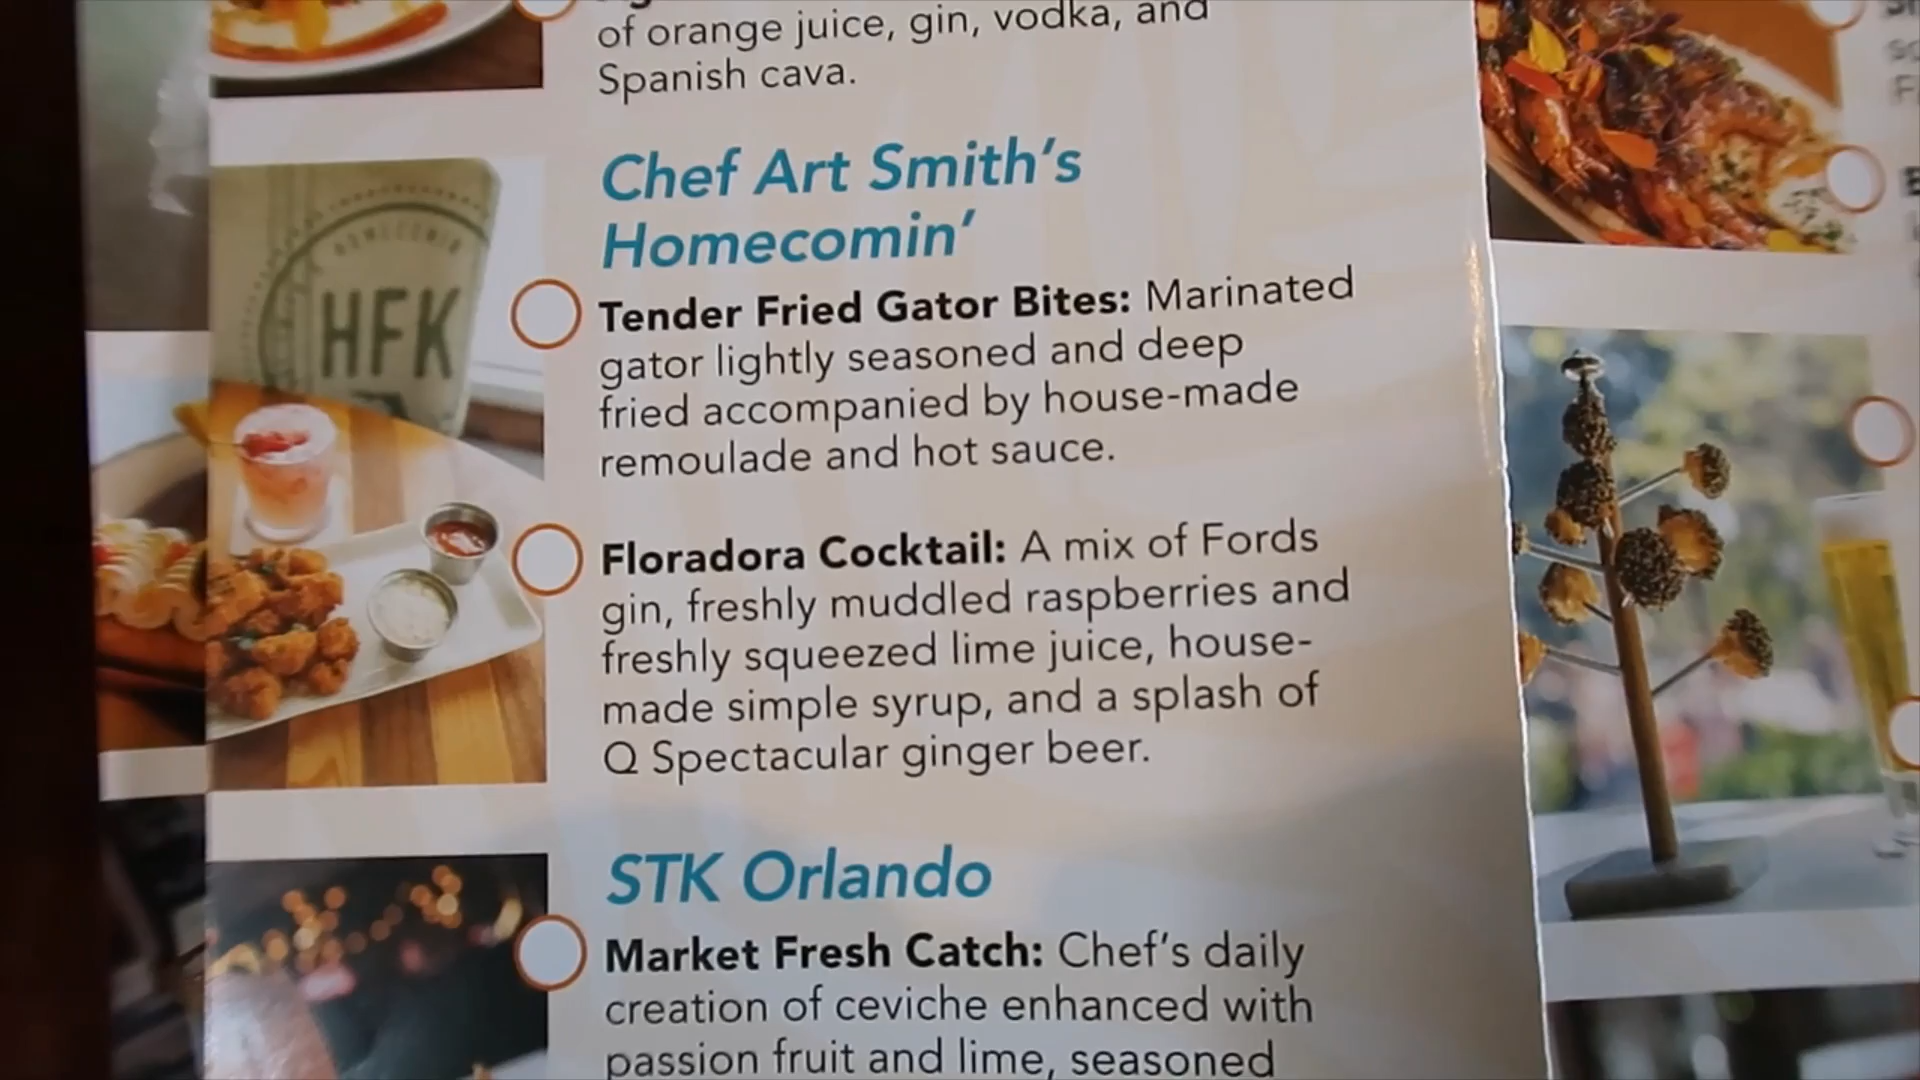 of orange juice, gin, vodka, and
Spanish cava.
Chef Art Smith's
Homecomin'
HOMECOMIN
HFK
Tender Fried Gator Bites: Marinated
gator lightly seasoned and deep
fried accompanied by house-made
remoulade and hot sauce.
Floradora Cocktail: A mix of Fords
gin, freshly muddled raspberries and
freshly squeezed lime juice, house-
made simple syrup, and a splash of
Q Spectacular ginger beer.
STK Orlando
Market Fresh Catch: Chef's daily
creation of ceviche enhanced with
passion fruit and lime, seasoned